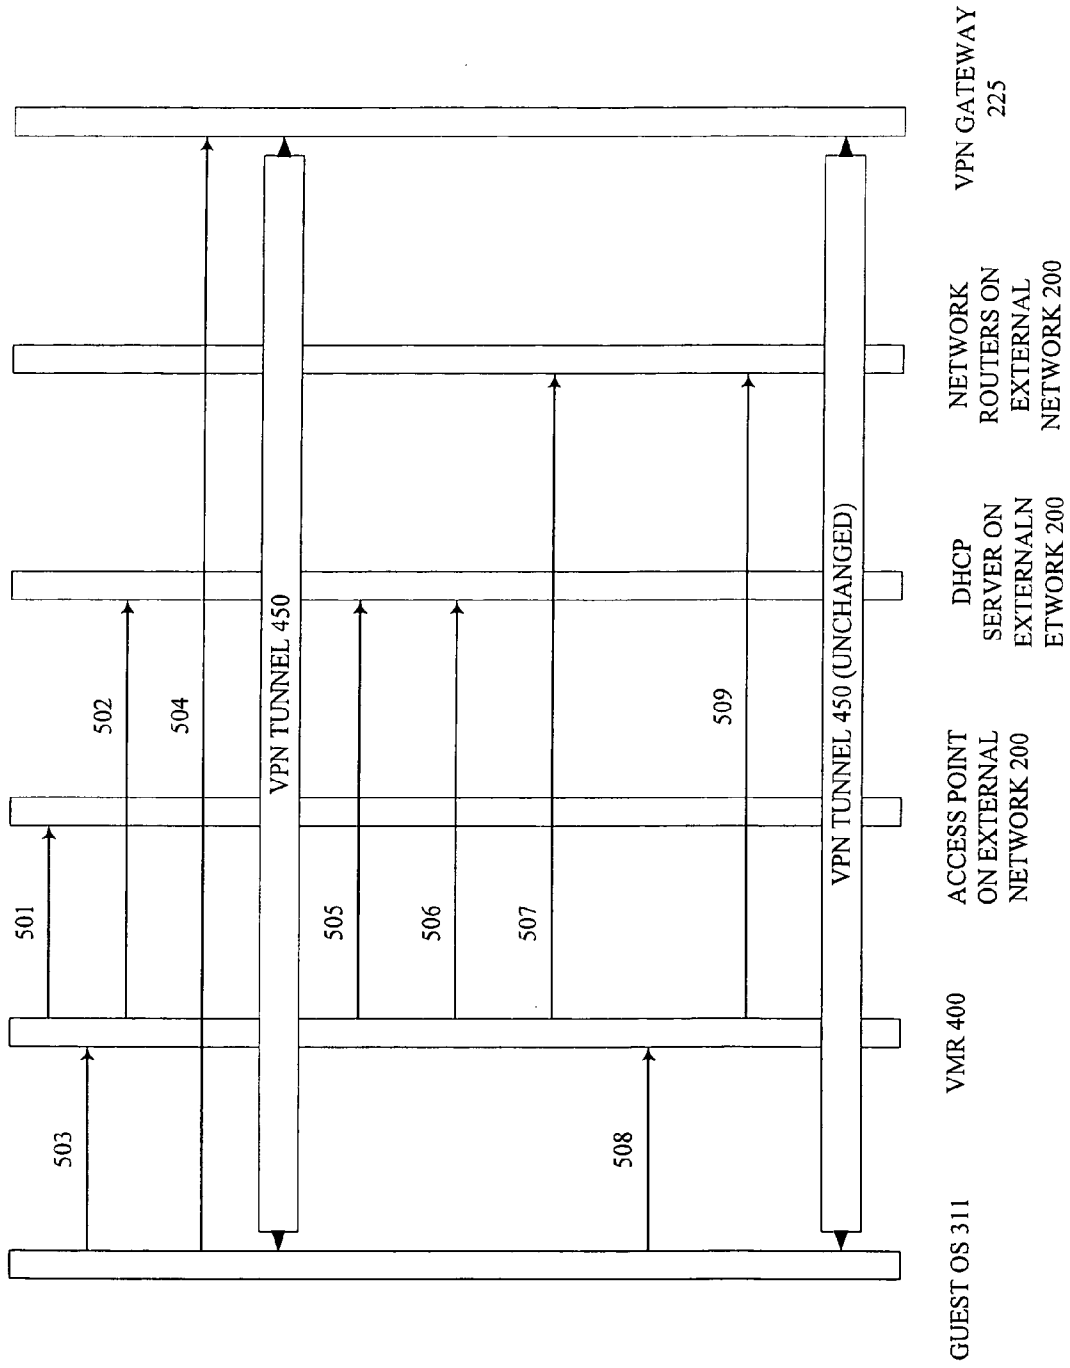 501
503
502
504
VPN TUNNEL 450
505
506
507
508
509
VPN TUNNEL 450 (UNCHANGED)
GUEST OS 311
VMR 400
ACCESS POINT
ON EXTERNAL
NETWORK 200
DHCP
SERVER ON
EXTERNALN
ETWORK 200
NETWORK
ROUTERS ON
EXTERNAL
NETWORK 200
VPN GATEWAY
225